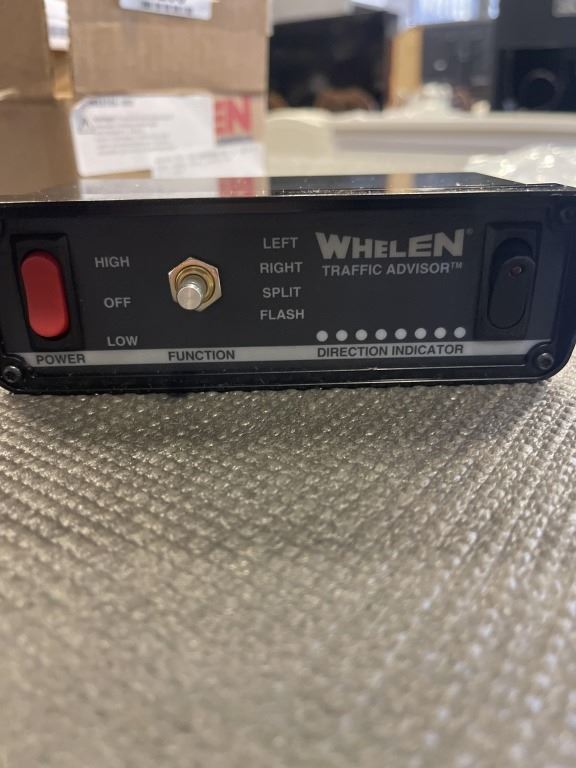 EN
HIGH
OFF
LOW
POWER
FUNCTION
LEFT
RIGHT
SPLIT
FLASH
WHELEN®
TRAFFIC ADVISOR™
DIRECTION INDICATOR